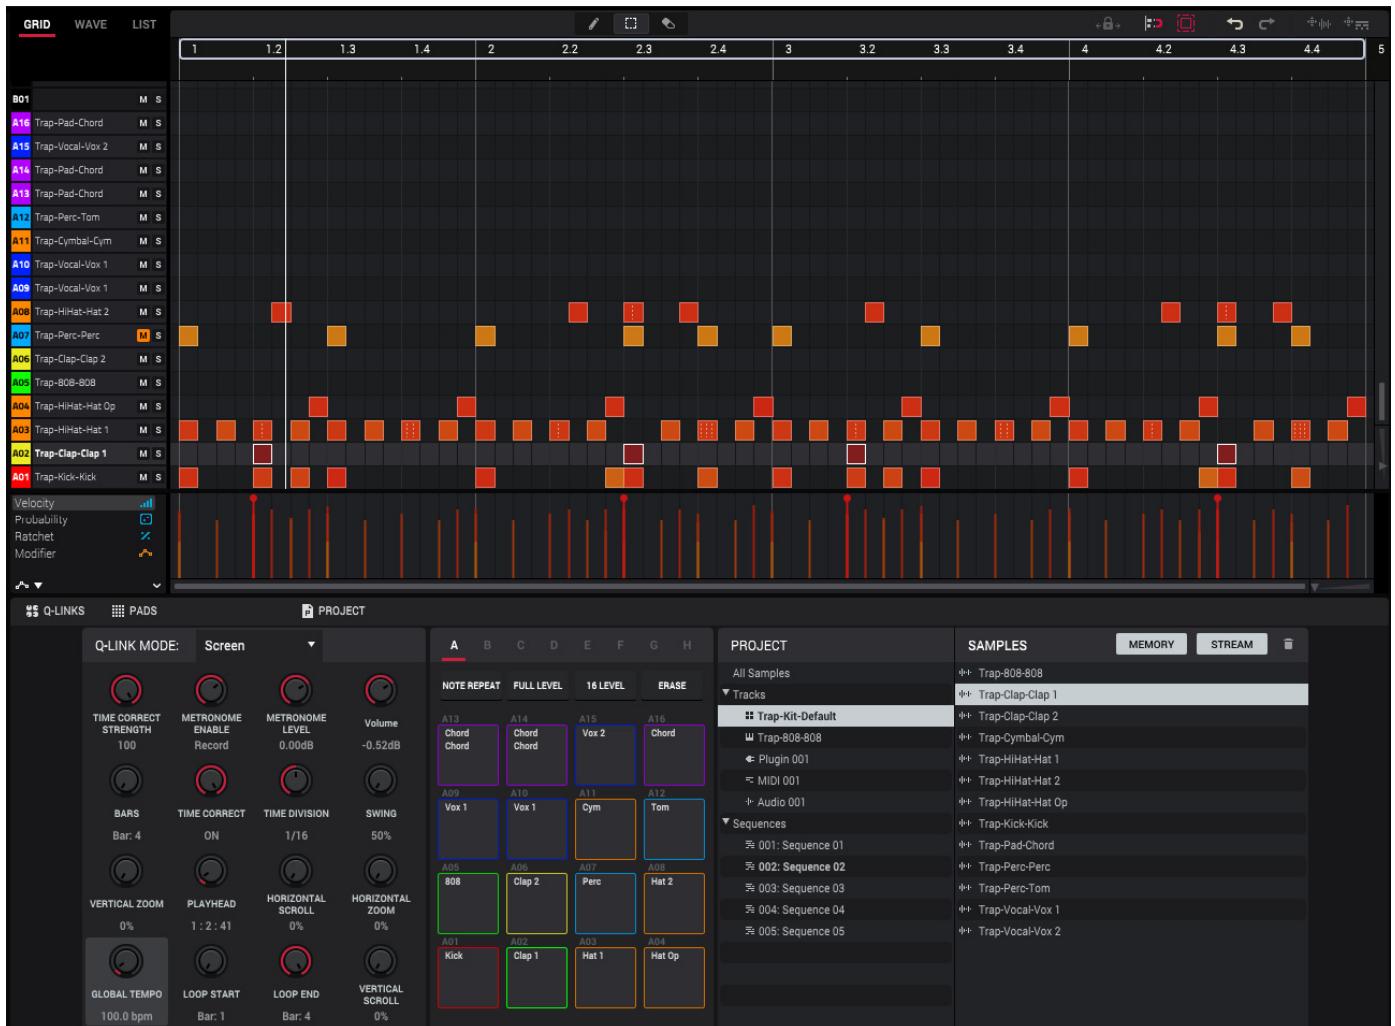 GRID WAVE LIST
1 1.2 1.3 1.4 2 2.2 2.3 2.4 3 3.2 3.3 3.4 4 4.2 4.3 4.4 5
B01 M S
A16 Trap-Pad-Chord M S
A15 Trap-Vocal-Vox 2 M S
A14 Trap-Pad-Chord M S
A13 Trap-Pad-Chord M S
A12 Trap-Perc-Tom M S
A11 Trap-Cymbal-Cym M S
A10 Trap-Vocal-Vox 1 M S
A09 Trap-Vocal-Vox 1 M S
A08 Trap-HiHat-Hat 2 M S
A07 Trap-Perc-Perc M S
A06 Trap-Clap-Clap 2 M S
A05 Trap-808-808 M S
A04 Trap-HiHat-Hat Op M S
A03 Trap-HiHat-Hat 1 M S
A02 Trap-Clap-Clap 1 M S
A01 Trap-Kick-Kick M S
Velocity
Probability
Ratchet
Modifier
Q-LINKS PADS PROJECT
Q-LINK MODE: Screen
TIME CORRECT STRENGTH
100
METRONOME ENABLE
Record
METRONOME LEVEL
0.00dB
Volume
-0.52dB
BARS
Bar: 4
TIME CORRECT
ON
TIME DIVISION
1/16
SWING
50%
VERTICAL ZOOM
0%
PLAYHEAD
1 : 2 : 41
HORIZONTAL SCROLL
0%
HORIZONTAL ZOOM
0%
GLOBAL TEMPO
100.0 bpm
LOOP START
Bar: 1
LOOP END
Bar: 4
VERTICAL SCROLL
0%
A B C D E F G H
NOTE REPEAT FULL LEVEL 16 LEVEL ERASE
A13 A14 A15 A16
Chord Chord Vox 2 Chord
Chord Chord
A09 A10 A11 A12
Vox 1 Vox 1 Cym Tom
A05 A06 A07 A08
808 Clap 2 Perc Hat 2
A01 A02 A03 A04
Kick Clap 1 Hat 1 Hat Op
PROJECT
All Samples
Tracks
Trap-Kit-Default
Trap-808-808
Plugin 001
MIDI 001
Audio 001
Sequences
001: Sequence 01
002: Sequence 02
003: Sequence 03
004: Sequence 04
005: Sequence 05
SAMPLES MEMORY STREAM
Trap-808-808
Trap-Clap-Clap 1
Trap-Clap-Clap 2
Trap-Cymbal-Cym
Trap-HiHat-Hat 1
Trap-HiHat-Hat 2
Trap-HiHat-Hat Op
Trap-Kick-Kick
Trap-Pad-Chord
Trap-Perc-Perc
Trap-Perc-Tom
Trap-Vocal-Vox 1
Trap-Vocal-Vox 2